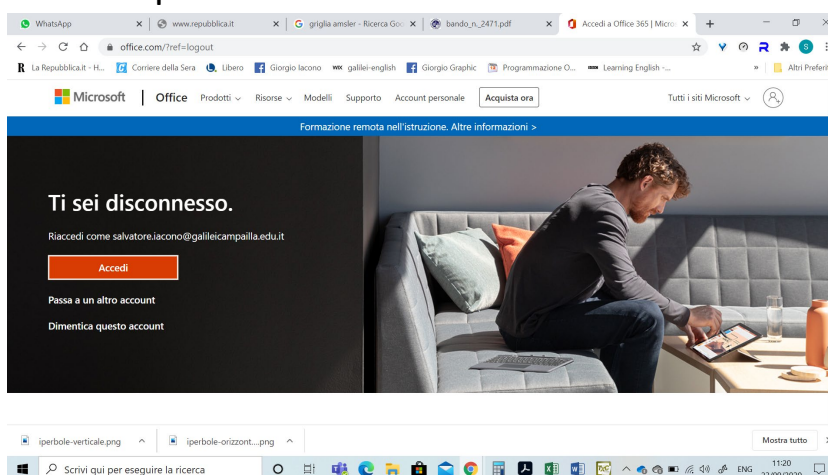 WhatsApp
www.repubblica.it
griglia amsler - Ricerca Goo
bando_n._2471.pdf
Accedi a Office 365 | Micro
office.com/?ref=logout
La Repubblica.it - H...
Corriere della Sera
Libero
Giorgio Iacono
WIX galilei-english
Giorgio Graphic
Programmazione O...
Learning English -...
»
Altri Preferiti
Microsoft
Office
Prodotti
Risorse
Modelli
Supporto
Account personale
Acquista ora
Tutti i siti Microsoft
Formazione remota nell'istruzione. Altre informazioni >
Ti sei disconnesso.
Riaccedi come salvatore.iacono@galileicampailla.edu.it
Accedi
Passa a un altro account
Dimentica questo account
iperbole-verticale.png
iperbole-orizzont....png
Mostra tutto
Scrivi qui per eseguire la ricerca
ENG
11:20